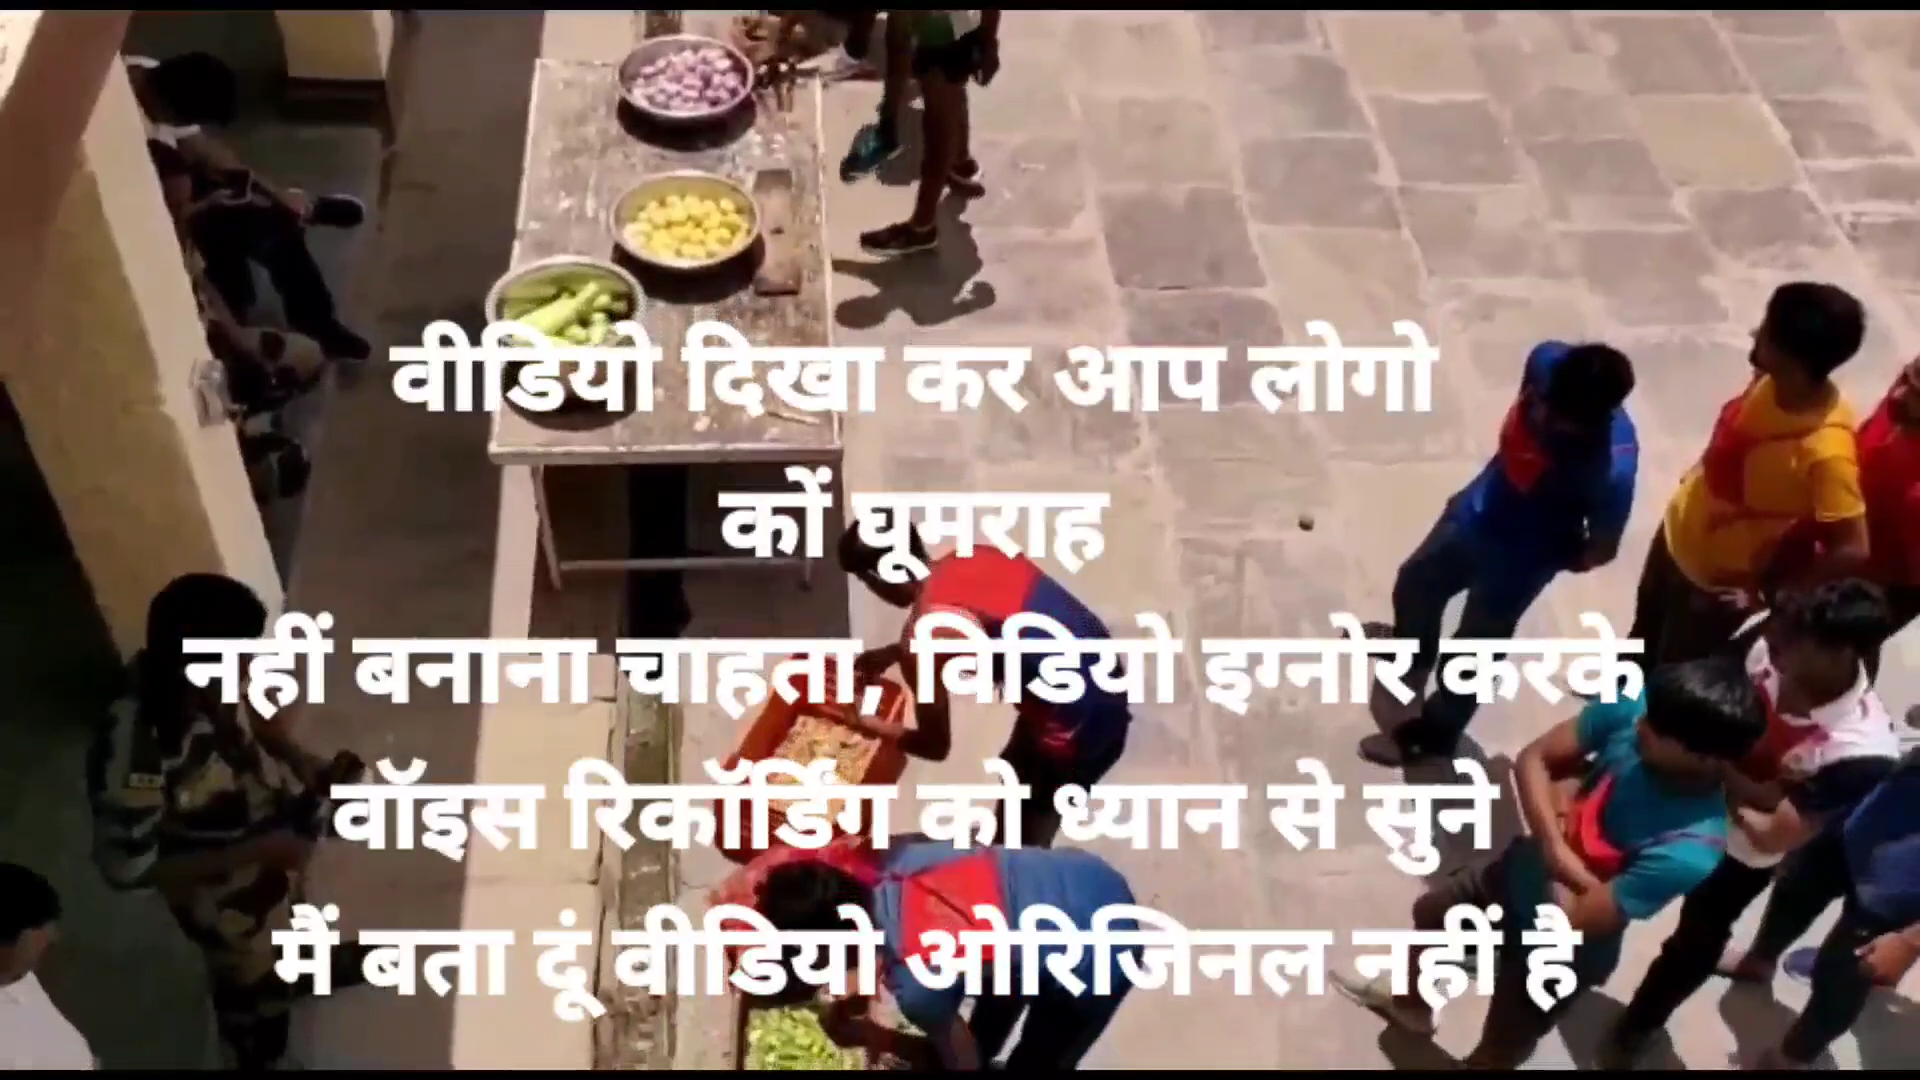 वीडियो दिखा कर आप लोगो
कों घूमराह
नहीं बनाना चाहता, विडियो इग्नोर करके
वॉइस रिकॉर्डिंग को ध्यान से सुने
मैं बता दूं वीडियो ओरिजिनल नहीं है